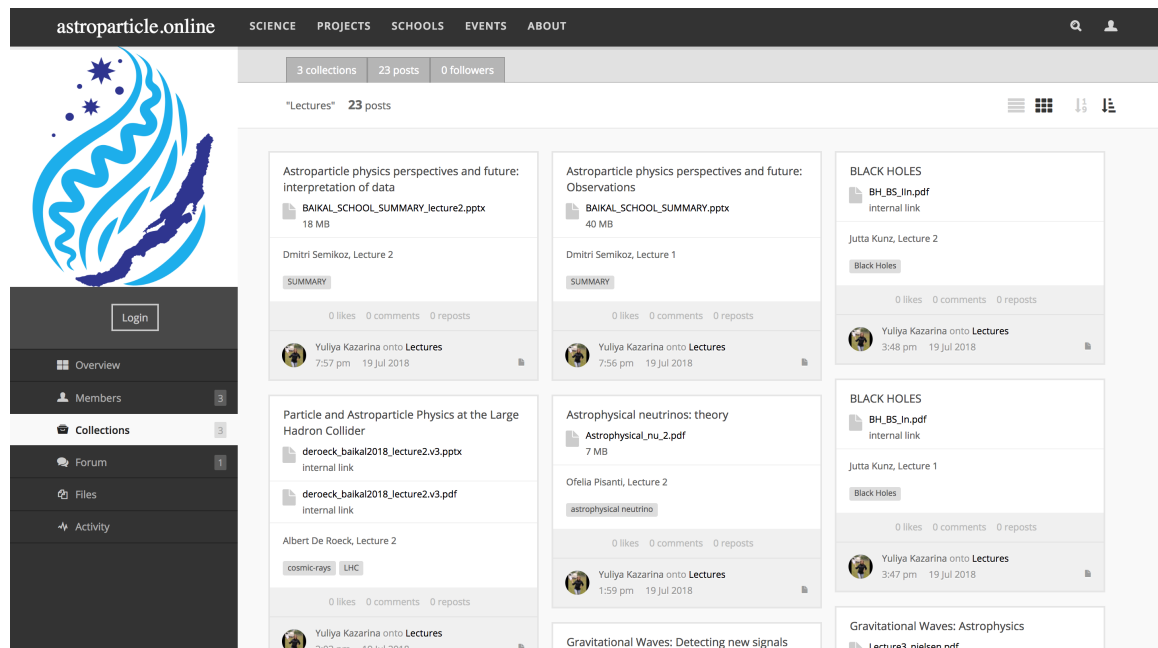 astroparticle.online SCIENCE PROJECTS SCHOOLS EVENTS ABOUT
3 collections 23 posts 0 followers
"Lectures" 23 posts
Login
Overview
Members 3
Collections 3
Forum 1
Files
Activity
Astroparticle physics perspectives and future:
interpretation of data
BAIKAL_SCHOOL_SUMMARY_lecture2.pptx
18 MB
Dmitri Semikoz, Lecture 2
SUMMARY
0 likes 0 comments 0 reposts
Yuliya Kazarina onto Lectures
7:57 pm 19 Jul 2018
Astroparticle physics perspectives and future:
Observations
BAIKAL_SCHOOL_SUMMARY.pptx
40 MB
Dmitri Semikoz, Lecture 1
SUMMARY
0 likes 0 comments 0 reposts
Yuliya Kazarina onto Lectures
7:56 pm 19 Jul 2018
BLACK HOLES
BH_BS_IIn.pdf
internal link
Jutta Kunz, Lecture 2
Black Holes
0 likes 0 comments 0 reposts
Yuliya Kazarina onto Lectures
3:48 pm 19 Jul 2018
Particle and Astroparticle Physics at the Large
Hadron Collider
deroeck_baikal2018_lecture2.v3.pptx
internal link
deroeck_baikal2018_lecture2.v3.pdf
internal link
Albert De Roeck, Lecture 2
cosmic-rays LHC
0 likes 0 comments 0 reposts
Yuliya Kazarina onto Lectures
Astrophysical neutrinos: theory
Astrophysical_nu_2.pdf
7 MB
Ofelia Pisanti, Lecture 2
astrophysical neutrino
0 likes 0 comments 0 reposts
Yuliya Kazarina onto Lectures
1:59 pm 19 Jul 2018
Gravitational Waves: Detecting new signals
BLACK HOLES
BH_BS_In.pdf
internal link
Jutta Kunz, Lecture 1
Black Holes
0 likes 0 comments 0 reposts
Yuliya Kazarina onto Lectures
3:47 pm 19 Jul 2018
Gravitational Waves: Astrophysics
Lecture3_nielsen.pdf